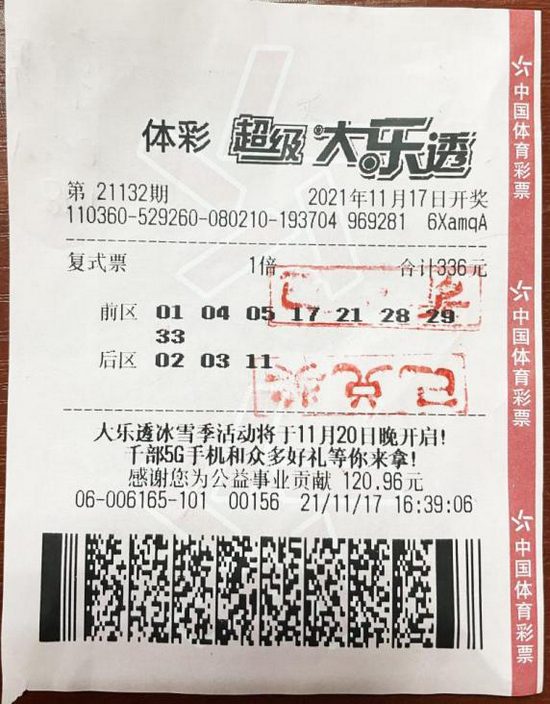 体彩 超级大乐透
第 21132期 2021年11月17日开奖
110360-529260-080210-193704 969281 6XamqA
复式票 1倍 合计336元
前区 01 04 05 17 21 28 29
33
后区 02 03 11
已兑奖
大乐透冰雪季活动将于11月20日晚开启!
千部5G手机和众多好礼等你来拿!
感谢您为公益事业贡献 120.96元
06-006165-101 00156 21/11/17 16:39:06
中国体育彩票
中国体育彩票
中国体育彩票